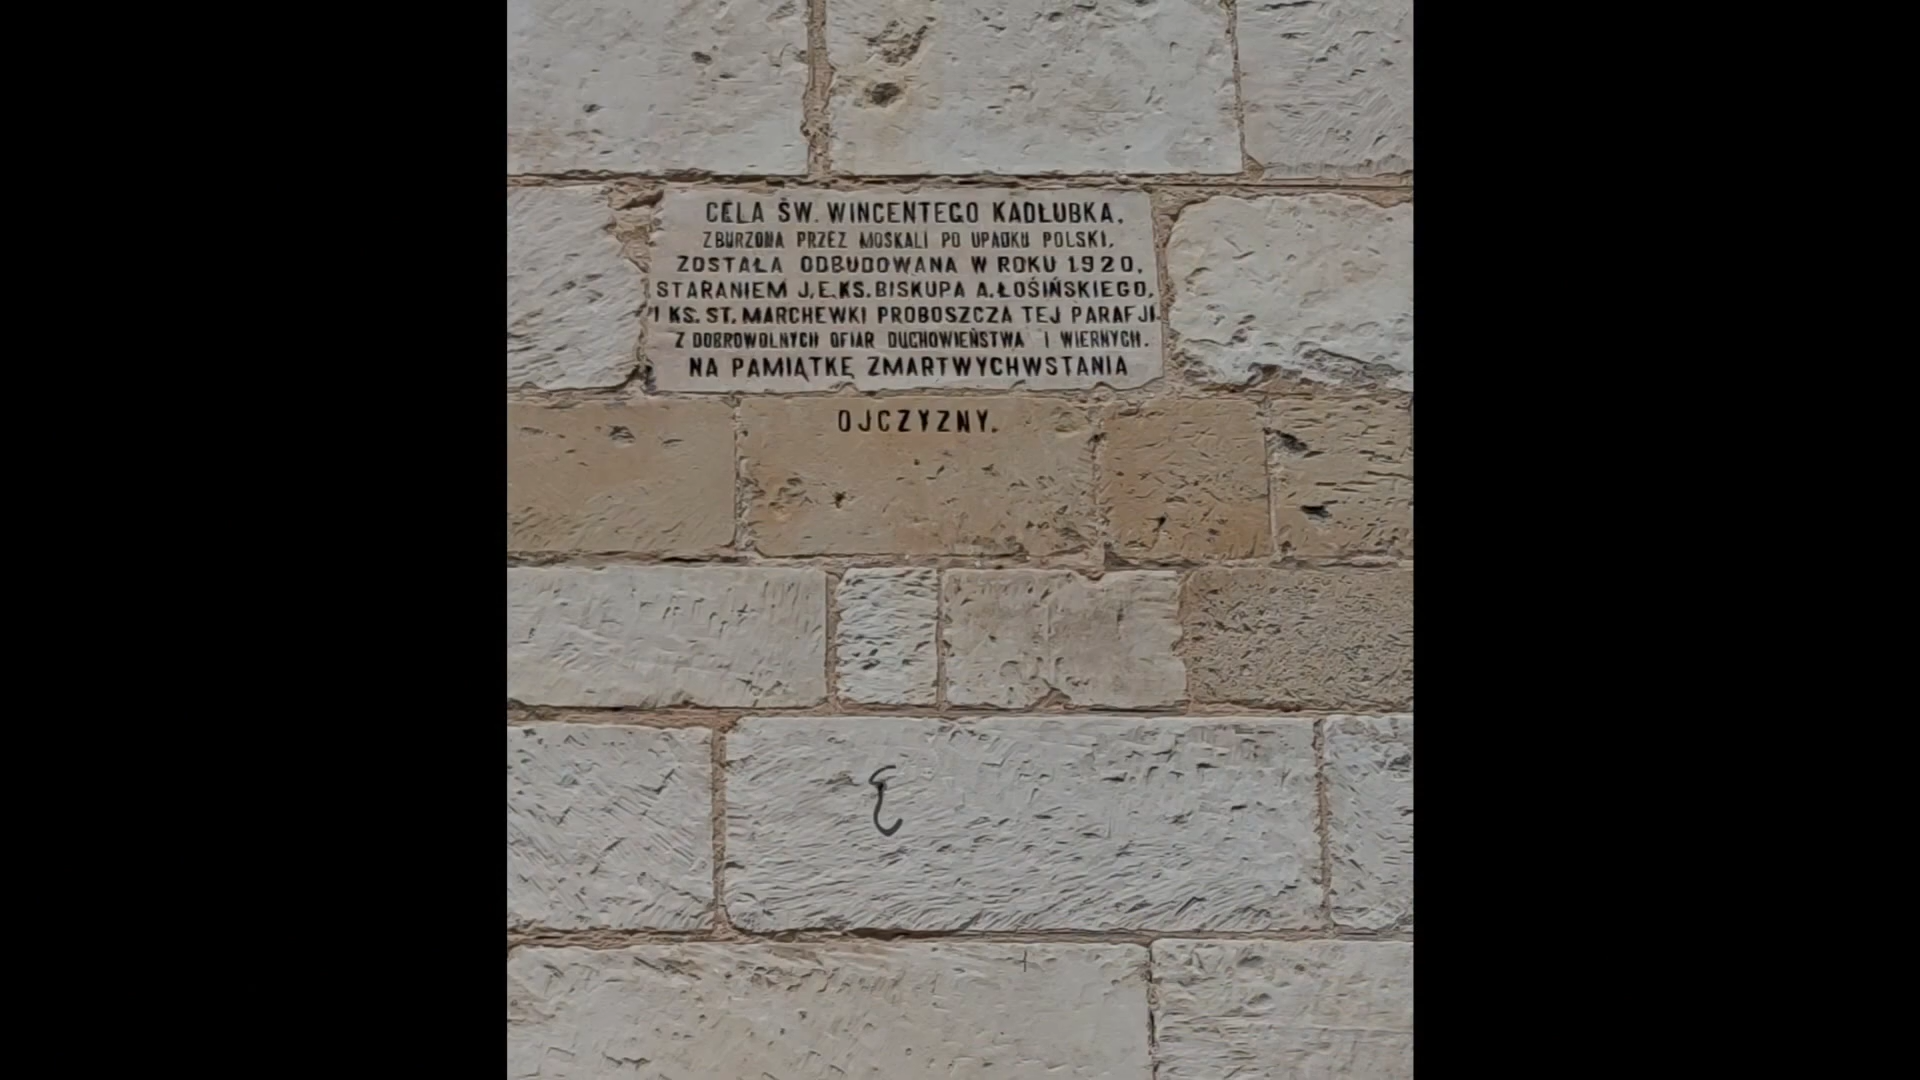 CELA ŚW. WINCENTEGO KADŁUBKA.
ZBURZONA PRZEZ MOSKALI PO UPADKU POLSKI.
ZOSTAŁA ODBUDOWANA W ROKU 1920,
STARANIEM J.E.KS. BISKUPA A.ŁOŚIŃSKIEGO,
I KS. ST. MARCHEWKI PROBOSZCZA TEJ PARAFJI
Z DOBROWOLNYCH OFIAR DUCHOWIEŃSTWA I WIERNYCH.
NA PAMIĄTKĘ ZMARTWYCHWSTANIA
OJCZYZNY.